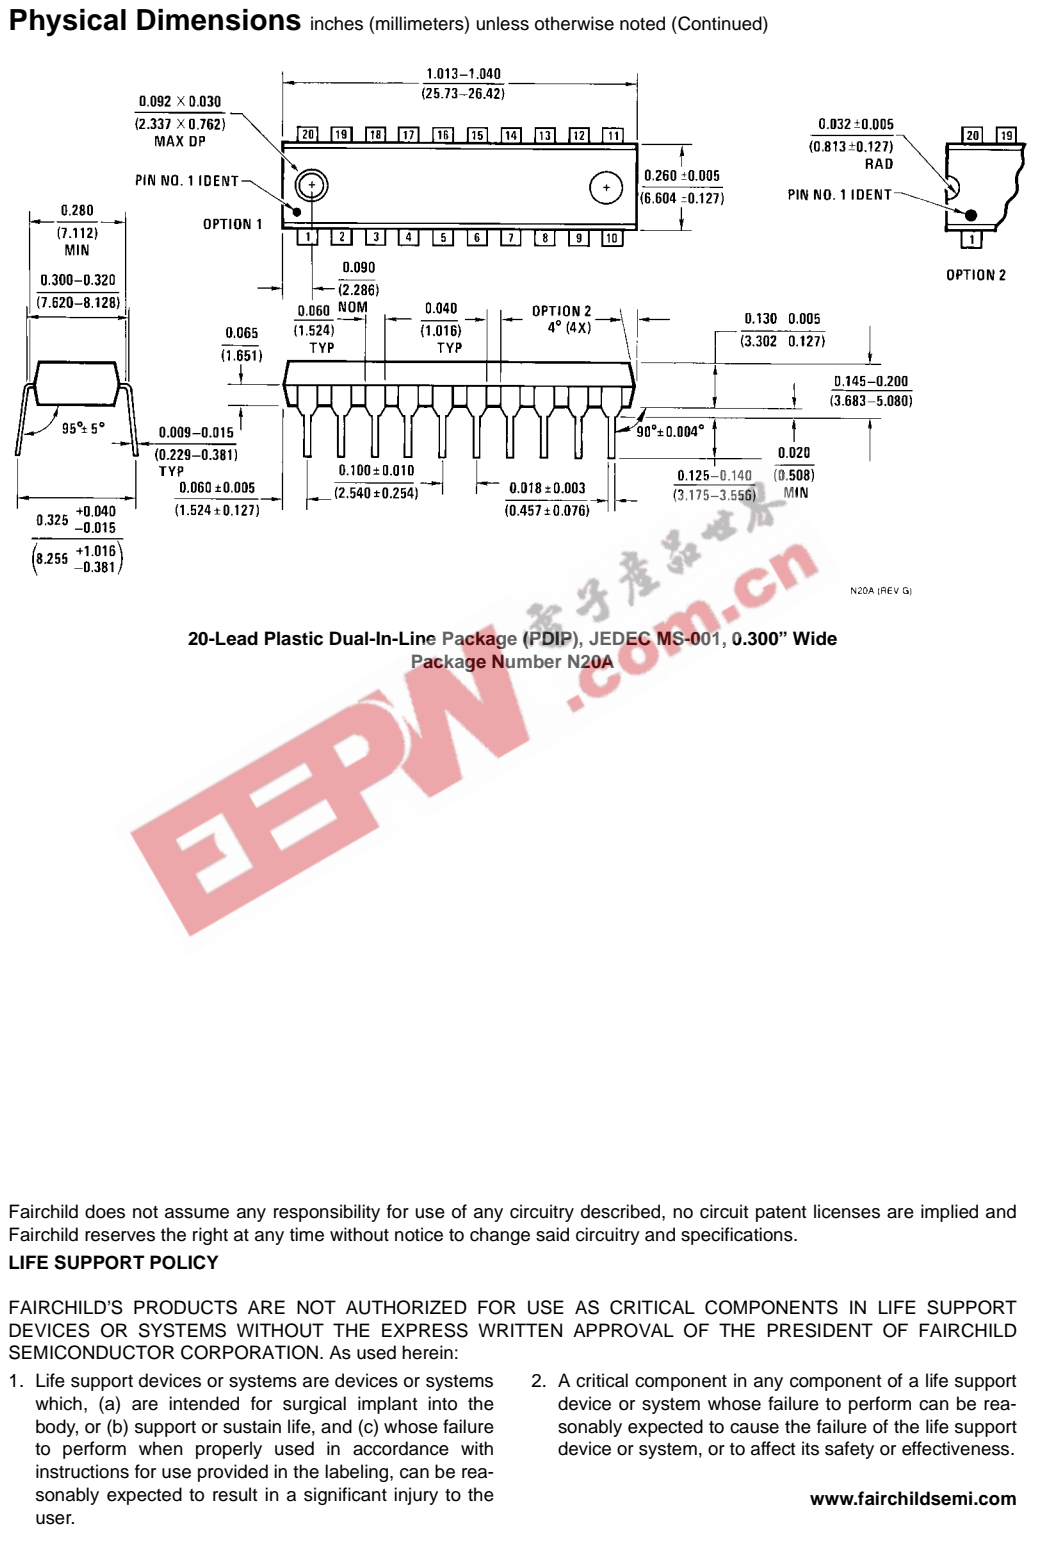 Physical Dimensions inches (millimeters) unless otherwise noted (Continued)
1.013–1.040
(25.73–26.42)
0.092 × 0.030
(2.337 × 0.762)
MAX DP
20 19 18 17 16 15 14 13 12 11
PIN NO. 1 IDENT
OPTION 1
0.260 ±0.005
(6.604 ±0.127)
1 2 3 4 5 6 7 8 9 10
0.032 ±0.005
(0.813 ±0.127)
RAD
20 19
PIN NO. 1 IDENT
1
OPTION 2
0.280
(7.112)
MIN
0.300–0.320
(7.620–8.128)
0.090
(2.286)
NOM
0.060
(1.524)
TYP
0.040
(1.016)
TYP
OPTION 2
4° (4X)
0.065
(1.651)
0.130 0.005
(3.302 0.127)
0.145–0.200
(3.683–5.080)
95°± 5°
90°±0.004°
0.009–0.015
(0.229–0.381)
TYP
0.100 ±0.010
(2.540 ±0.254)
0.020
(0.508)
MIN
0.125–0.140
(3.175–3.556)
0.060 ±0.005
(1.524 ±0.127)
0.018 ±0.003
(0.457 ±0.076)
0.325 +0.040
–0.015
(8.255 +1.016
–0.381)
N20A (REV G)
20-Lead Plastic Dual-In-Line Package (PDIP), JEDEC MS-001, 0.300” Wide
Package Number N20A
EEPW 電子產品世界
.com.cn
Fairchild does not assume any responsibility for use of any circuitry described, no circuit patent licenses are implied and
Fairchild reserves the right at any time without notice to change said circuitry and specifications.
LIFE SUPPORT POLICY
FAIRCHILD’S PRODUCTS ARE NOT AUTHORIZED FOR USE AS CRITICAL COMPONENTS IN LIFE SUPPORT
DEVICES OR SYSTEMS WITHOUT THE EXPRESS WRITTEN APPROVAL OF THE PRESIDENT OF FAIRCHILD
SEMICONDUCTOR CORPORATION. As used herein:
1. Life support devices or systems are devices or systems
which, (a) are intended for surgical implant into the
body, or (b) support or sustain life, and (c) whose failure
to perform when properly used in accordance with
instructions for use provided in the labeling, can be rea-
sonably expected to result in a significant injury to the
user.
2. A critical component in any component of a life support
device or system whose failure to perform can be rea-
sonably expected to cause the failure of the life support
device or system, or to affect its safety or effectiveness.
www.fairchildsemi.com